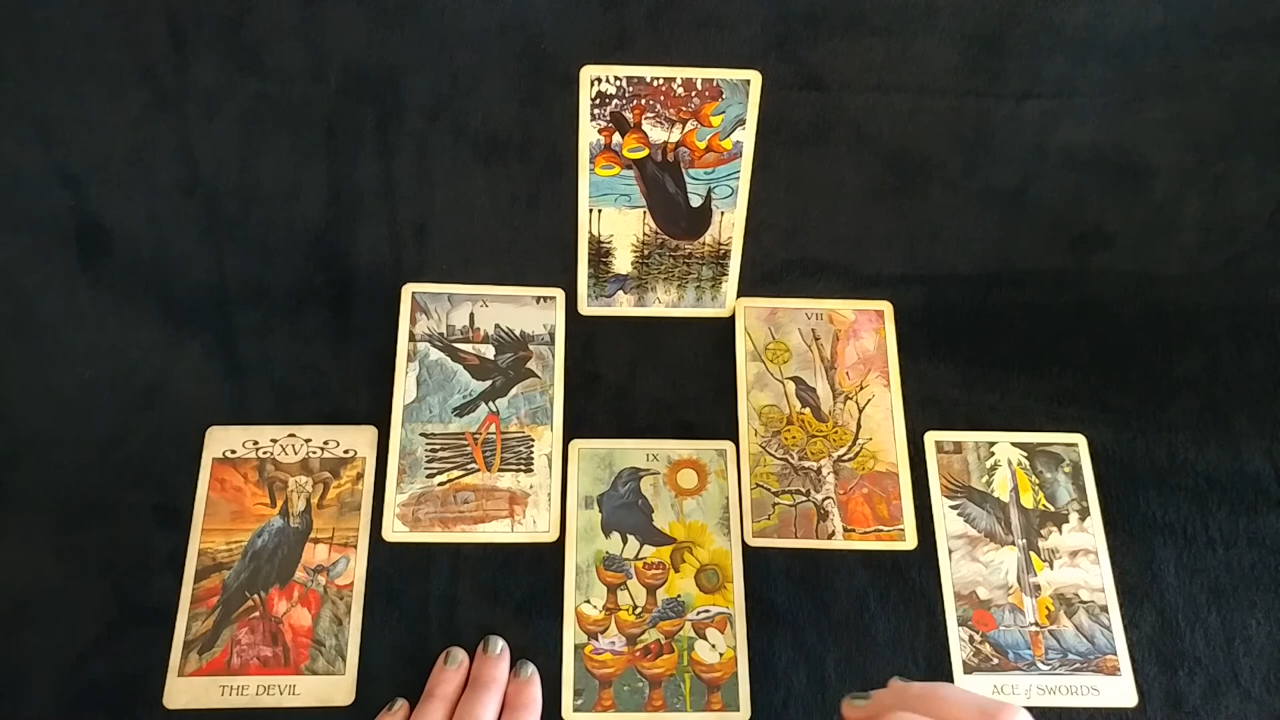 V
X
VII
IX
XV
THE DEVIL
ACE of SWORDS